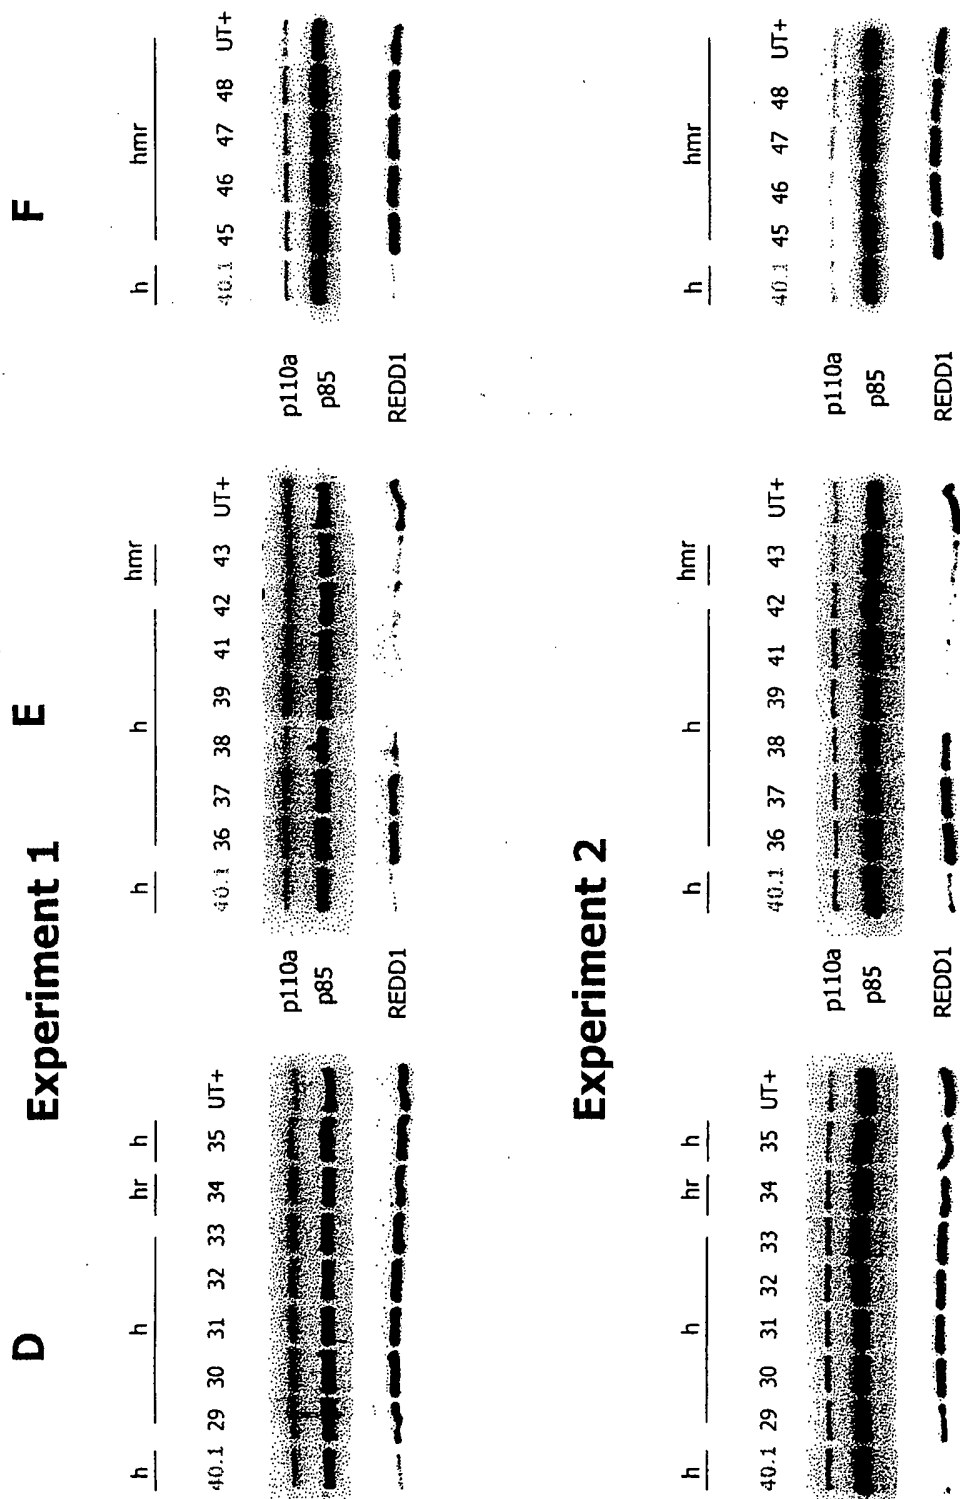 D E F
Experiment 1
h h hr h h h hmr h hmr
40.1 29 30 31 32 33 34 35 UT+ 40.1 36 37 38 39 41 42 43 UT+ 40.1 45 46 47 48 UT+
p110a p110a
p85 p85
REDD1 REDD1
Experiment 2
h h hr h h h hmr h hmr
40.1 29 30 31 32 33 34 35 UT+ 40.1 36 37 38 39 41 42 43 UT+ 40.1 45 46 47 48 UT+
p110a p110a
p85 p85
REDD1 REDD1